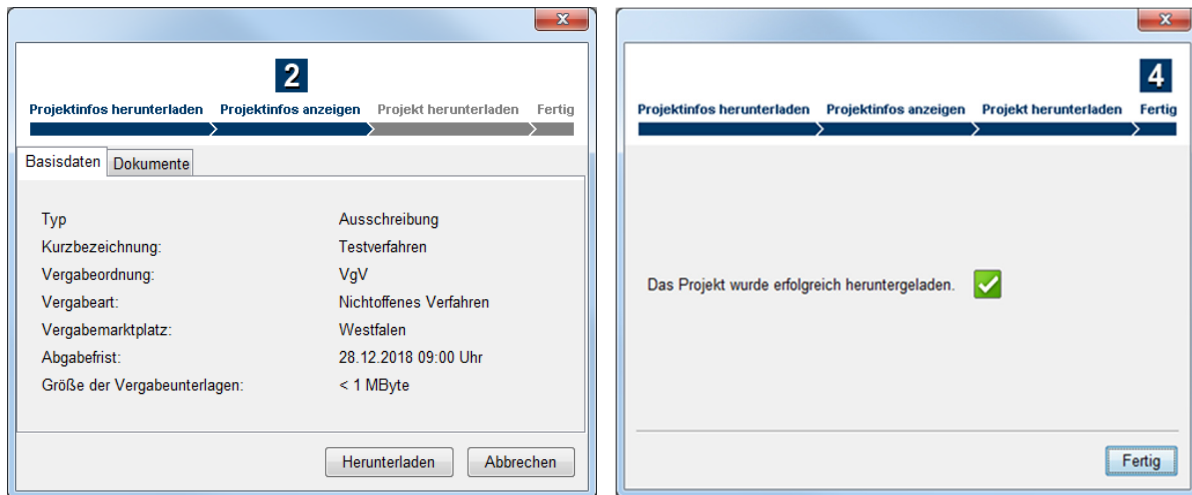 2
Projektinfos herunterladen Projektinfos anzeigen Projekt herunterladen Fertig
Basisdaten Dokumente
Typ Ausschreibung
Kurzbezeichnung: Testverfahren
Vergabeordnung: VgV
Vergabeart: Nichtoffenes Verfahren
Vergabemarktplatz: Westfalen
Abgabefrist: 28.12.2018 09:00 Uhr
Größe der Vergabeunterlagen: < 1 MByte
Herunterladen Abbrechen
4
Projektinfos herunterladen Projektinfos anzeigen Projekt herunterladen Fertig
Das Projekt wurde erfolgreich heruntergeladen.
Fertig